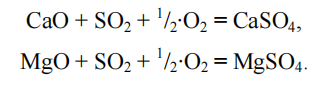 CaO + SO₂ + ¹/₂·O₂ = CaSO₄,
MgO + SO₂ + ¹/₂·O₂ = MgSO₄.